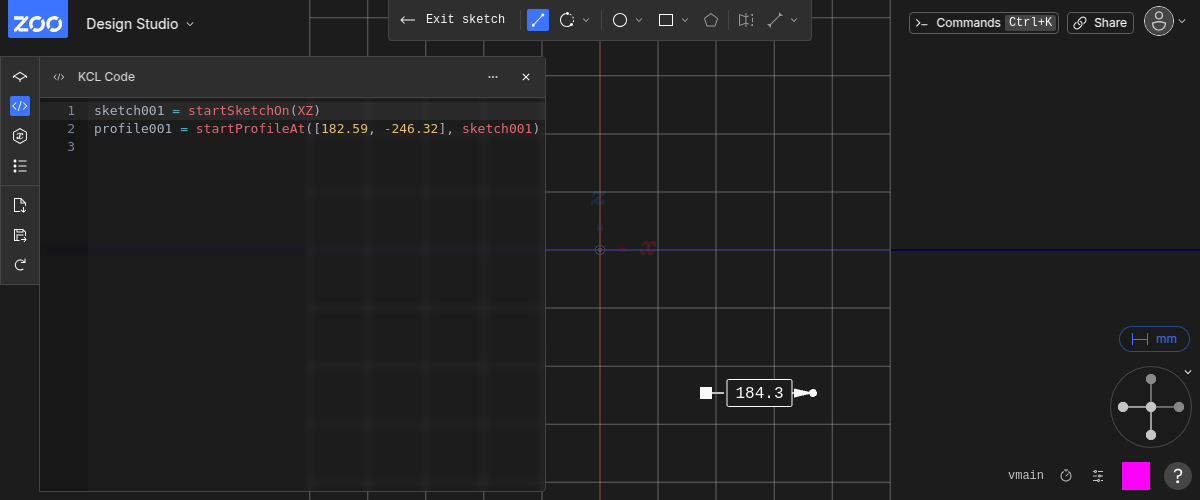 ZOO
Design Studio
Exit sketch
Commands Ctrl+K
Share
KCL Code
1 sketch001 = startSketchOn(XZ)
2 profile001 = startProfileAt([182.59, -246.32], sketch001)
3
z
x
mm
184.3
vmain
?